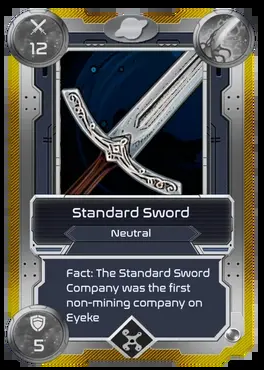 12
Standard Sword
Neutral
Fact: The Standard Sword
Company was the first
non-mining company on
Eyeke
5